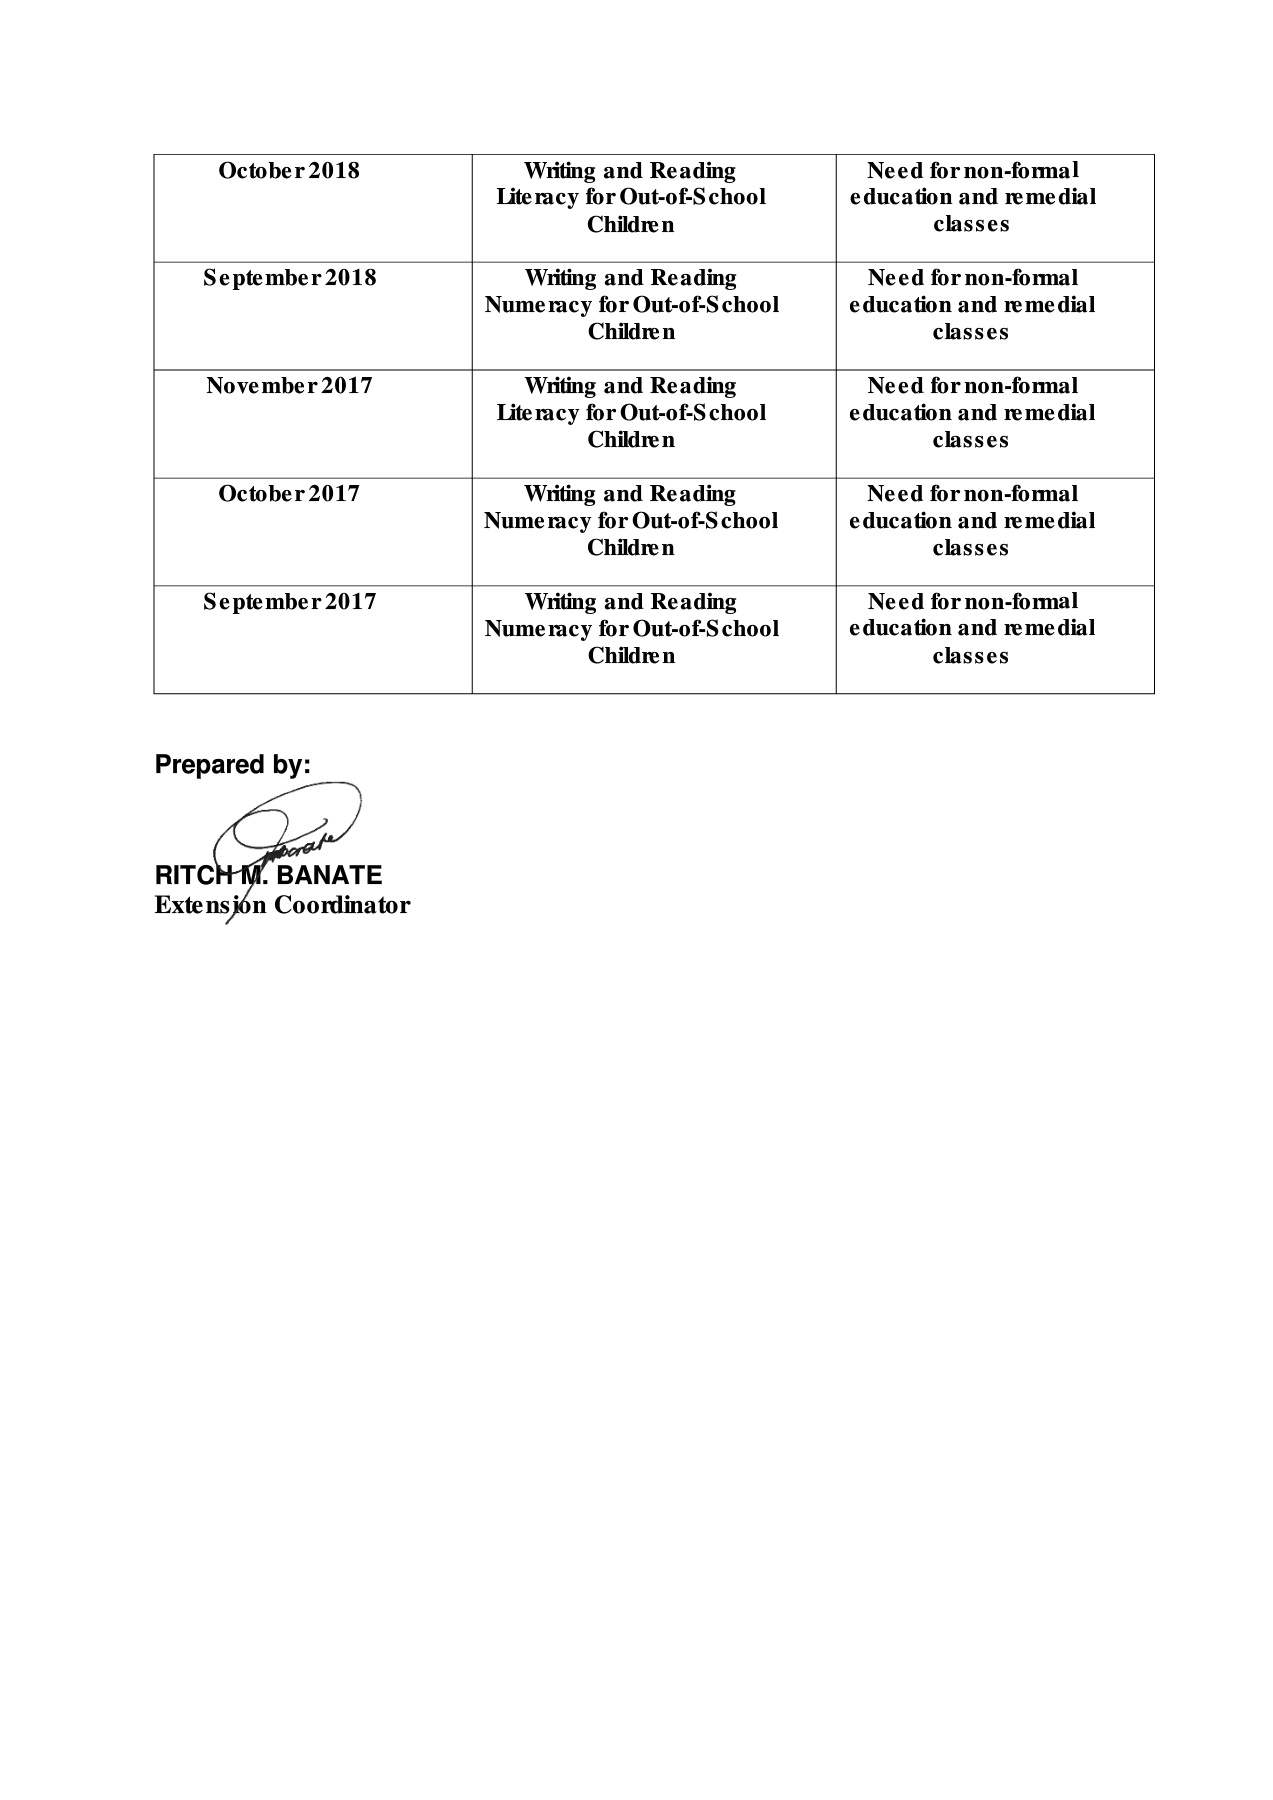 October 2018
Writing and Reading
Literacy for Out-of-School
Children
Need for non-formal
education and remedial
classes
September 2018
Writing and Reading
Numeracy for Out-of-School
Children
Need for non-formal
education and remedial
classes
November 2017
Writing and Reading
Literacy for Out-of-School
Children
Need for non-formal
education and remedial
classes
October 2017
Writing and Reading
Numeracy for Out-of-School
Children
Need for non-formal
education and remedial
classes
September 2017
Writing and Reading
Numeracy for Out-of-School
Children
Need for non-formal
education and remedial
classes
Prepared by:
RITCH M. BANATE
Extension Coordinator